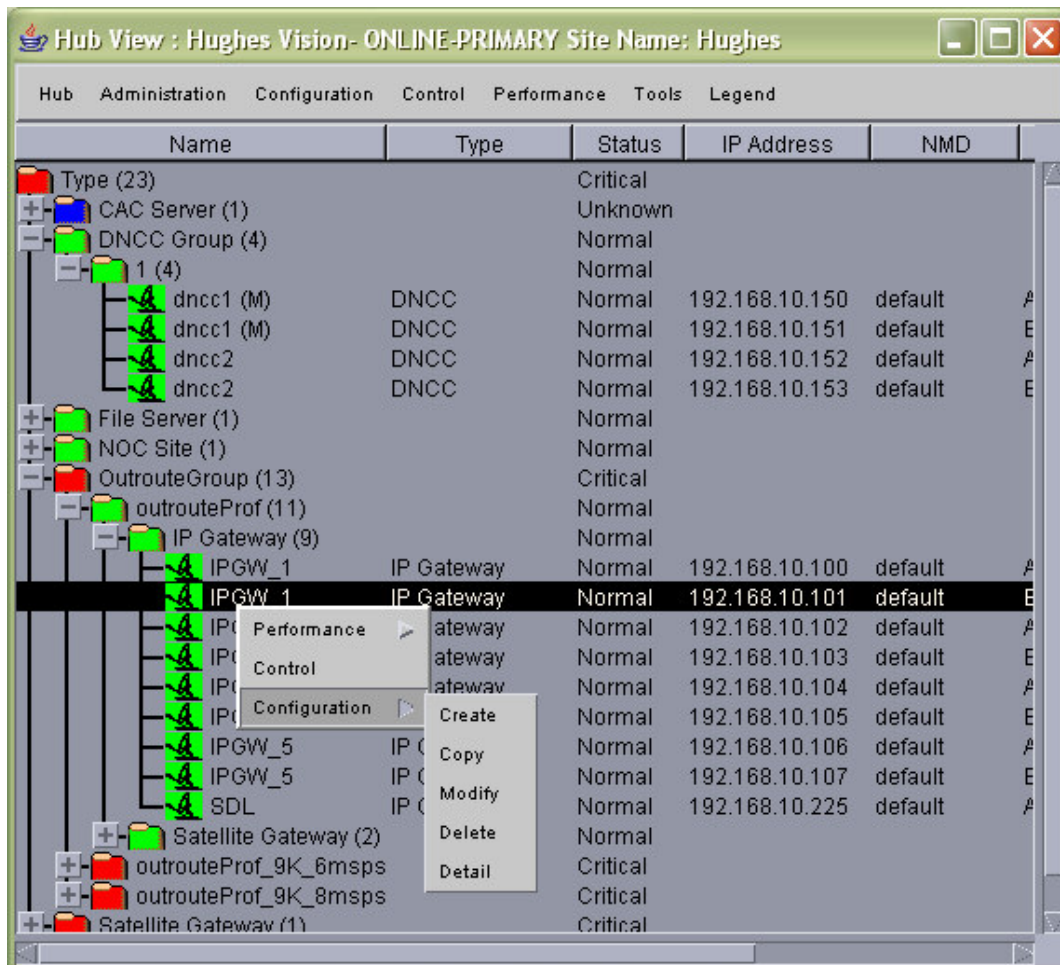 Hub View : Hughes Vision- ONLINE-PRIMARY Site Name: Hughes
Hub Administration Configuration Control Performance Tools Legend
Name Type Status IP Address NMD
Type (23) Critical
CAC Server (1) Unknown
DNCC Group (4) Normal
1 (4) Normal
dncc1 (M) DNCC Normal 192.168.10.150 default
dncc1 (M) DNCC Normal 192.168.10.151 default
dncc2 DNCC Normal 192.168.10.152 default
dncc2 DNCC Normal 192.168.10.153 default
File Server (1) Normal
NOC Site (1) Normal
OutrouteGroup (13) Critical
outrouteProf (11) Normal
IP Gateway (9) Normal
IPGW_1 IP Gateway Normal 192.168.10.100 default
IPGW_1 IP Gateway Normal 192.168.10.101 default
ateway Normal 192.168.10.102 default
ateway Normal 192.168.10.103 default
ateway Normal 192.168.10.104 default
Normal 192.168.10.105 default
IPGW_5 IP Normal 192.168.10.106 default
IPGW_5 IP Normal 192.168.10.107 default
SDL IP Normal 192.168.10.225 default
Satellite Gateway (2) Normal
outrouteProf_9K_6msps Critical
outrouteProf_9K_8msps Critical
Satellite Gateway (1) Critical
Performance
Control
Configuration
Create
Copy
Modify
Delete
Detail